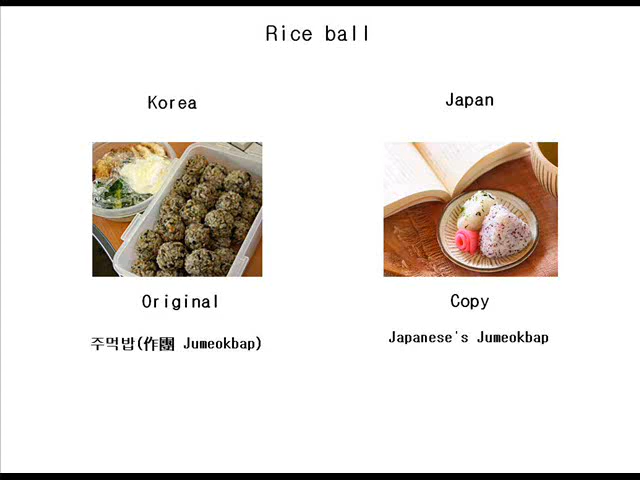 Rice ball
Korea
Japan
Original
Copy
주먹밥(作團 Jumeokbap)
Japanese's Jumeokbap